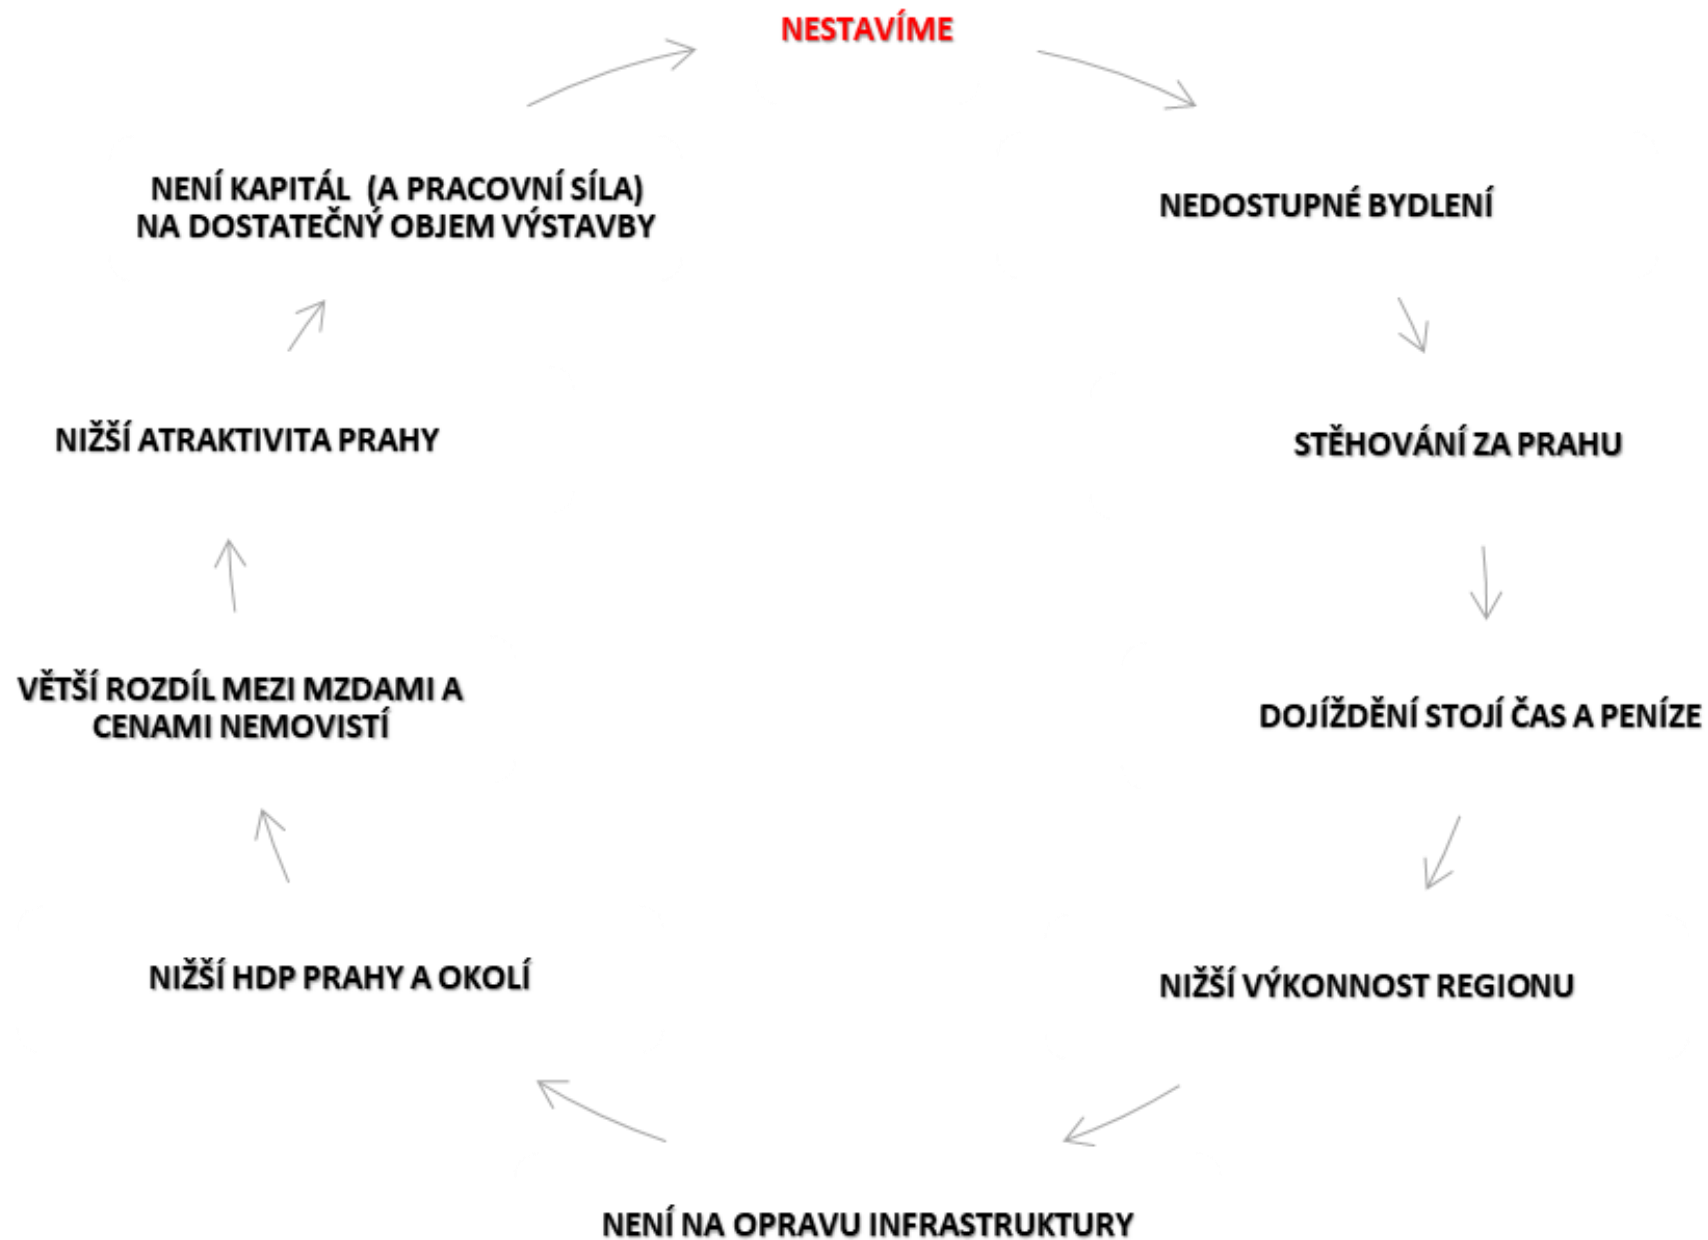 NESTAVÍME
NEDOSTUPNÉ BYDLENÍ
STĚHOVÁNÍ ZA PRAHU
DOJÍŽDĚNÍ STOJÍ ČAS A PENÍZE
NIŽŠÍ VÝKONNOST REGIONU
NENÍ NA OPRAVU INFRASTRUKTURY
NIŽŠÍ HDP PRAHY A OKOLÍ
VĚTŠÍ ROZDÍL MEZI MZDAMI A
CENAMI NEMOVISTÍ
NIŽŠÍ ATRAKTIVITA PRAHY
NENÍ KAPITÁL (A PRACOVNÍ SÍLA)
NA DOSTATEČNÝ OBJEM VÝSTAVBY